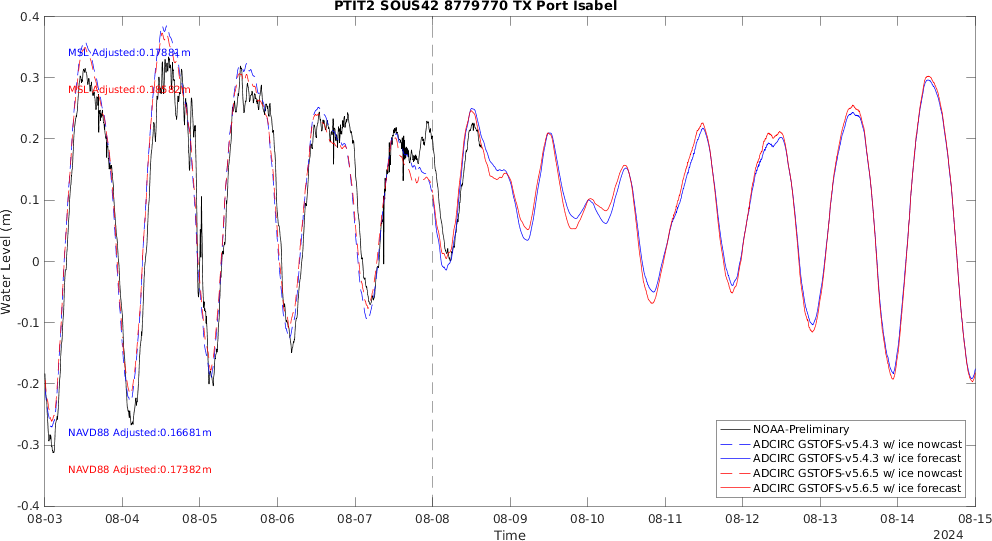 PTIT2 SOUS42 8779770 TX Port Isabel
0.4
0.3
0.2
0.1
0
-0.1
-0.2
-0.3
-0.4
Water Level (m)
MSL Adjusted:0.17881m
MSL Adjusted:0.18582m
NAVD88 Adjusted:0.16681m
NAVD88 Adjusted:0.17382m
NOAA-Preliminary
ADCIRC GSTOFS-v5.4.3 w/ ice nowcast
ADCIRC GSTOFS-v5.4.3 w/ ice forecast
ADCIRC GSTOFS-v5.6.5 w/ ice nowcast
ADCIRC GSTOFS-v5.6.5 w/ ice forecast
08-03 08-04 08-05 08-06 08-07 08-08 08-09 08-10 08-11 08-12 08-13 08-14 08-15
Time
2024